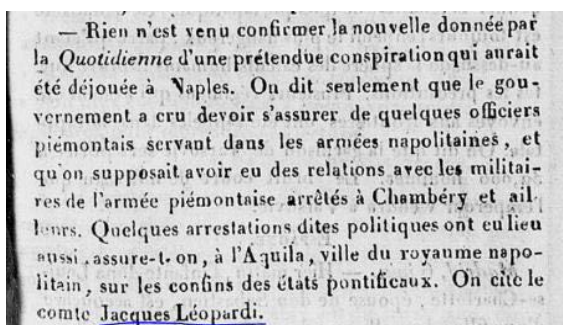 — Rien n'est venu confirmer la nouvelle donnée par
la Quotidienne d'une prétendue conspiration qui aurait
été déjouée à Naples. On dit seulement que le gou-
vernement a cru devoir s'assurer de quelques officiers
piémontais servant dans les armées napolitaines, et
qu'on supposait avoir eu des relations avec les militai-
res de l'armée piémontaise arrêtés à Chambéry et ail
leurs. Quelques arrestations dites politiques ont eu lieu
aussi, assure-t-on, à l'Aquila, ville du royaume napo-
litain, sur les confins des états pontificaux. On cite le
comte Jacques Léopardi.